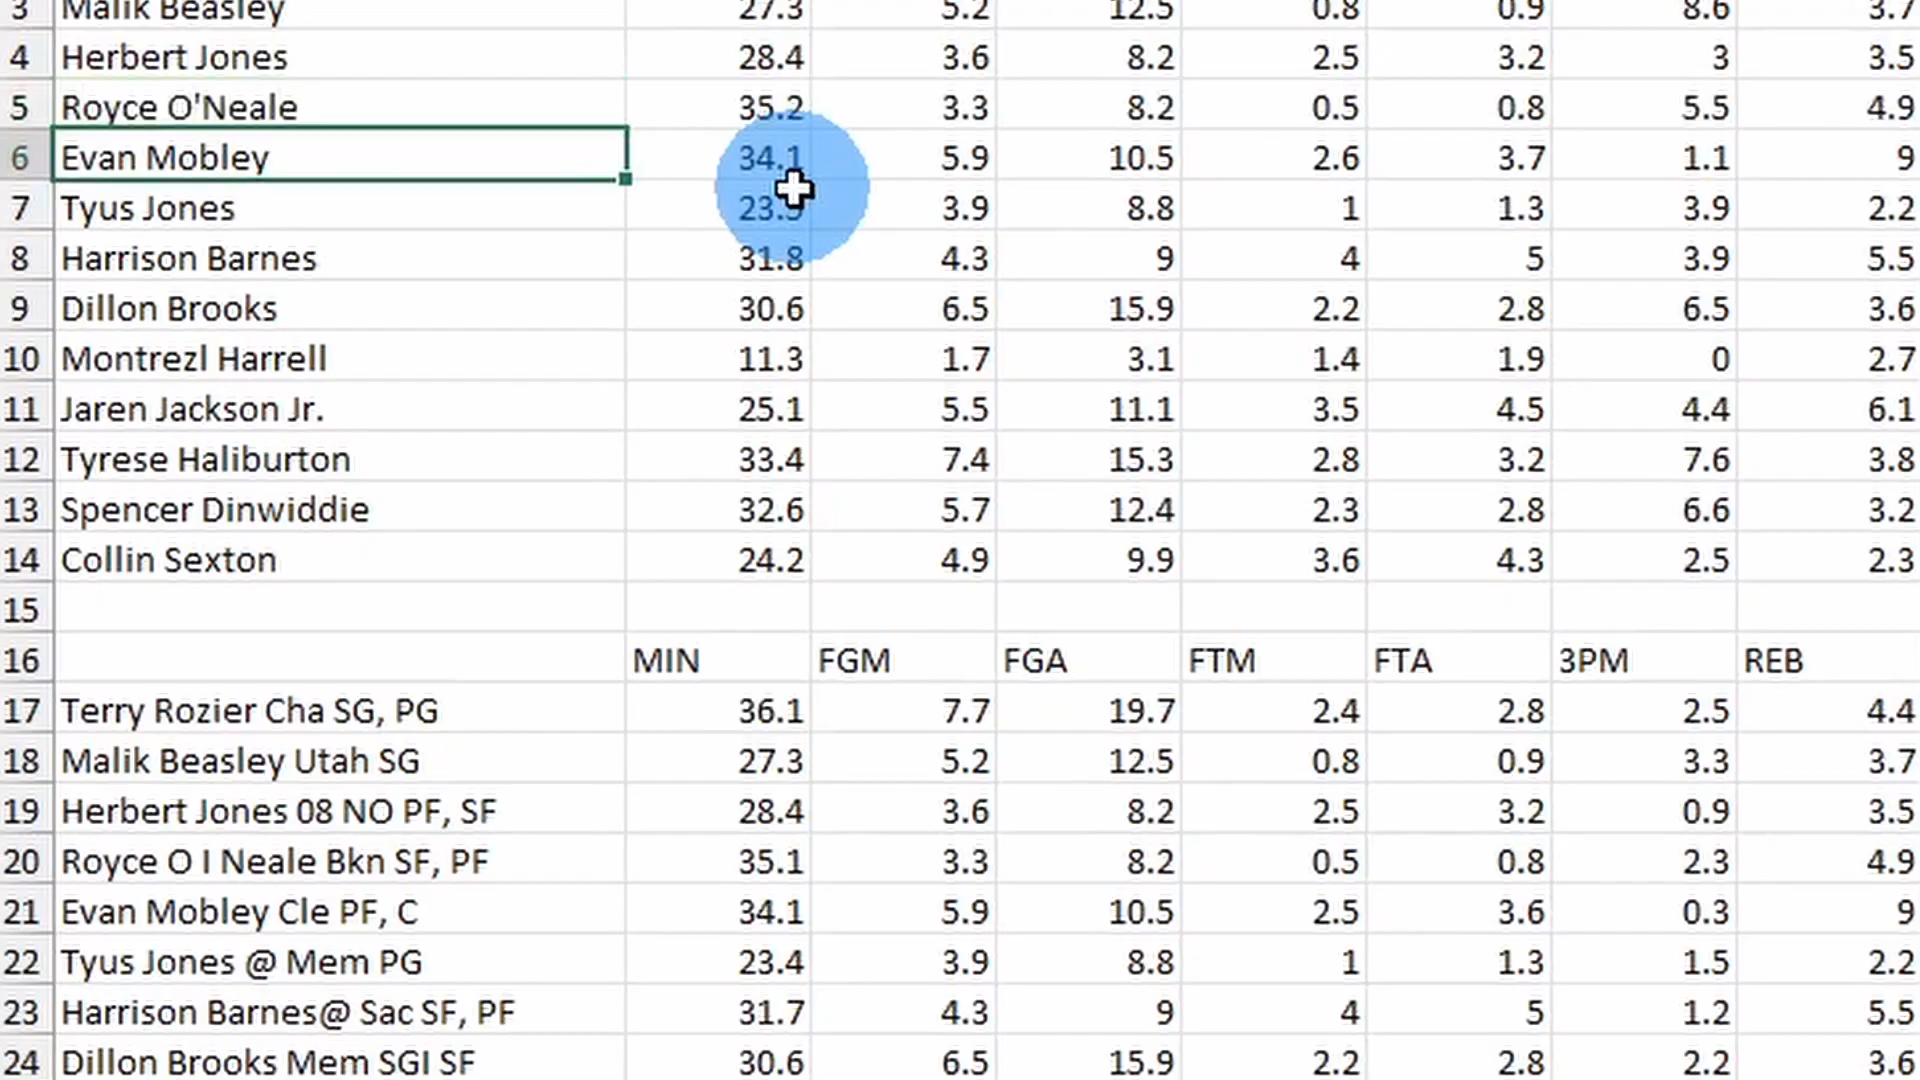 3 Malik Beasley 27.3 5.2 12.5 0.8 0.9 8.6 3.7
4 Herbert Jones 28.4 3.6 8.2 2.5 3.2 3 3.5
5 Royce O'Neale 35.2 3.3 8.2 0.5 0.8 5.5 4.9
6 Evan Mobley 34.1 5.9 10.5 2.6 3.7 1.1 9
7 Tyus Jones 3.9 8.8 1 1.3 3.9 2.2
8 Harrison Barnes 31.8 4.3 9 4 5 3.9 5.5
9 Dillon Brooks 30.6 6.5 15.9 2.2 2.8 6.5 3.6
10 Montrezl Harrell 11.3 1.7 3.1 1.4 1.9 0 2.7
11 Jaren Jackson Jr. 25.1 5.5 11.1 3.5 4.5 4.4 6.1
12 Tyrese Haliburton 33.4 7.4 15.3 2.8 3.2 7.6 3.8
13 Spencer Dinwiddie 32.6 5.7 12.4 2.3 2.8 6.6 3.2
14 Collin Sexton 24.2 4.9 9.9 3.6 4.3 2.5 2.3
15
16 MIN FGM FGA FTM FTA 3PM REB
17 Terry Rozier Cha SG, PG 36.1 7.7 19.7 2.4 2.8 2.5 4.4
18 Malik Beasley Utah SG 27.3 5.2 12.5 0.8 0.9 3.3 3.7
19 Herbert Jones 08 NO PF, SF 28.4 3.6 8.2 2.5 3.2 0.9 3.5
20 Royce O I Neale Bkn SF, PF 35.1 3.3 8.2 0.5 0.8 2.3 4.9
21 Evan Mobley Cle PF, C 34.1 5.9 10.5 2.5 3.6 0.3 9
22 Tyus Jones @ Mem PG 23.4 3.9 8.8 1 1.3 1.5 2.2
23 Harrison Barnes@ Sac SF, PF 31.7 4.3 9 4 5 1.2 5.5
24 Dillon Brooks Mem SGI SF 30.6 6.5 15.9 2.2 2.8 2.2 3.6